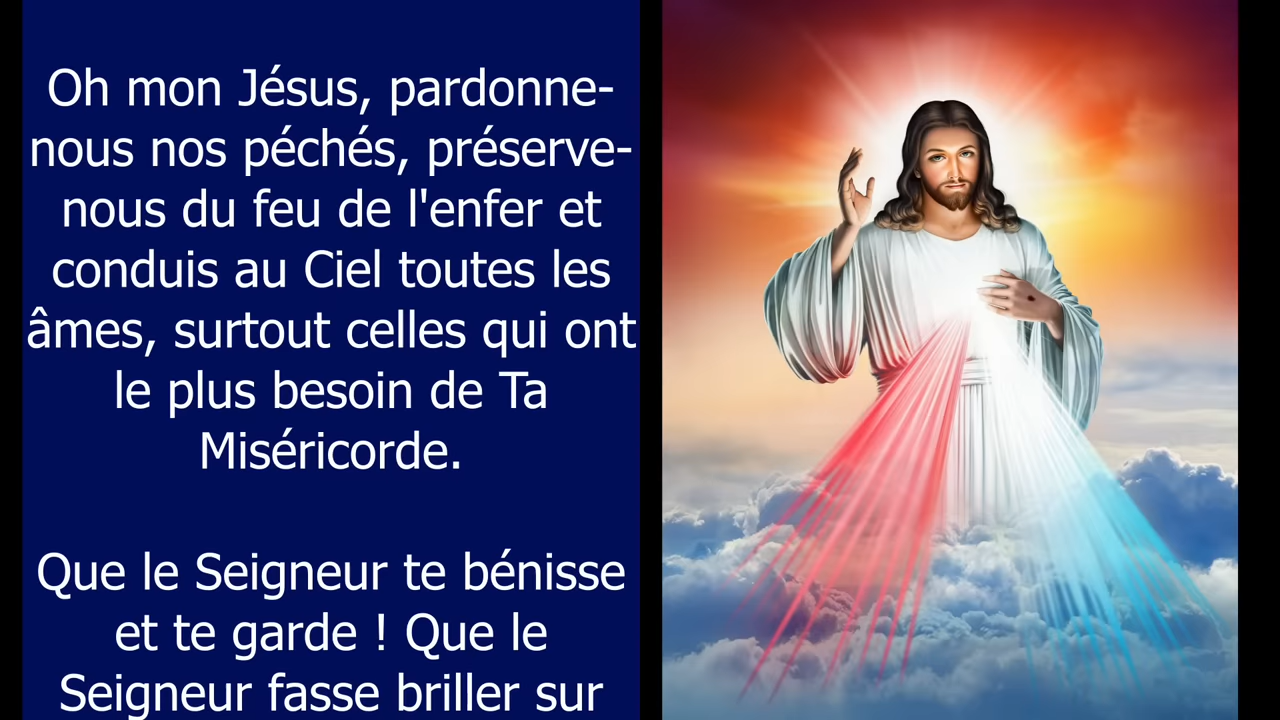 Oh mon Jésus, pardonne-
nous nos péchés, préserve-
nous du feu de l'enfer et
conduis au Ciel toutes les
âmes, surtout celles qui ont
le plus besoin de Ta
Miséricorde.
Que le Seigneur te bénisse
et te garde ! Que le
Seigneur fasse briller sur